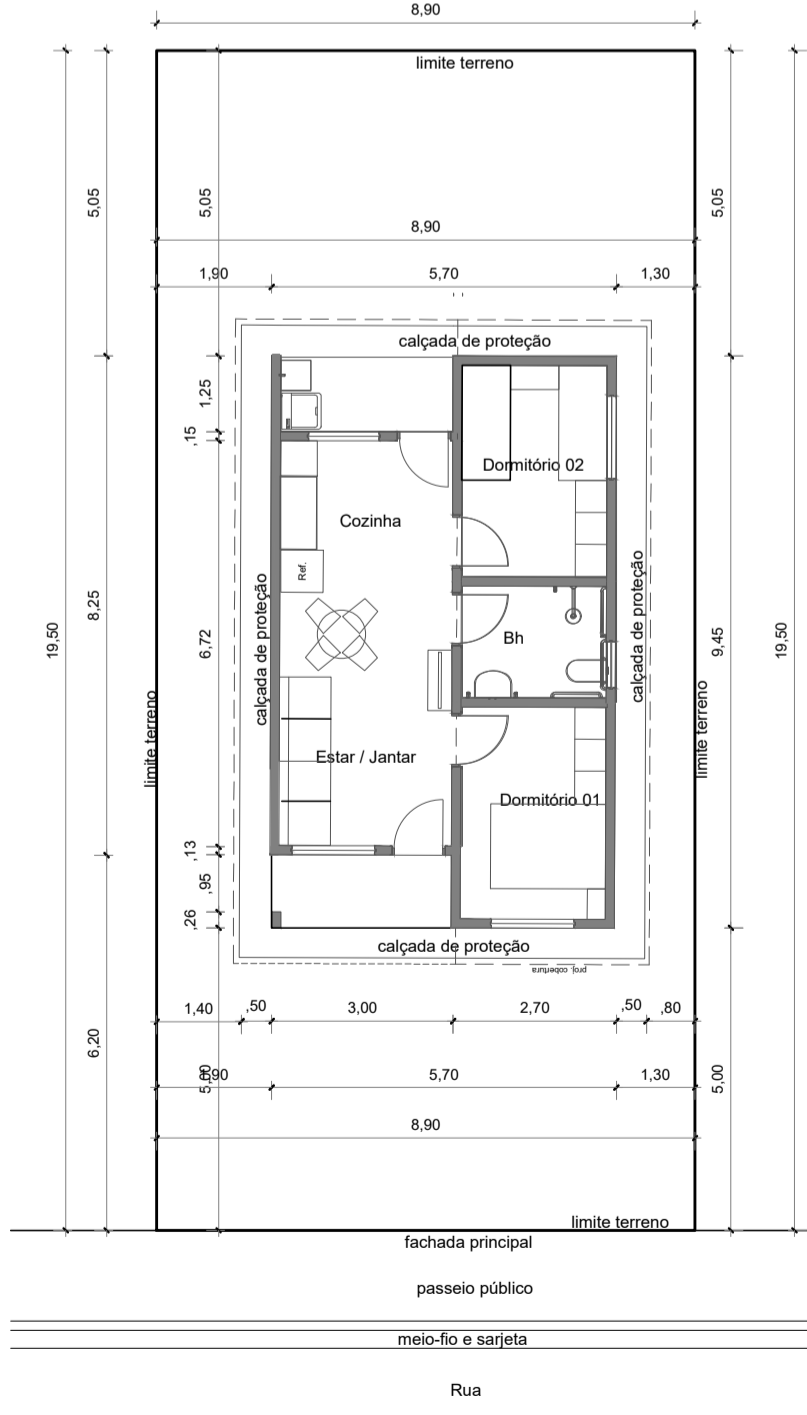 8,90
limite terreno
5,05
5,05
5,05
8,90
1,90
5,70
1,30
calçada de proteção
1,25
,15
Dormitório 02
Cozinha
Ref.
calçada de proteção
calçada de proteção
19,50
8,25
6,72
Bh
9,45
19,50
limite terreno
limite terreno
Estar / Jantar
Dormitório 01
,13
,95
,26
calçada de proteção
proj. cobertura
1,40
,50
3,00
2,70
,50
,80
6,20
5,00
1,90
5,70
1,30
5,00
8,90
limite terreno
fachada principal
passeio público
meio-fio e sarjeta
Rua